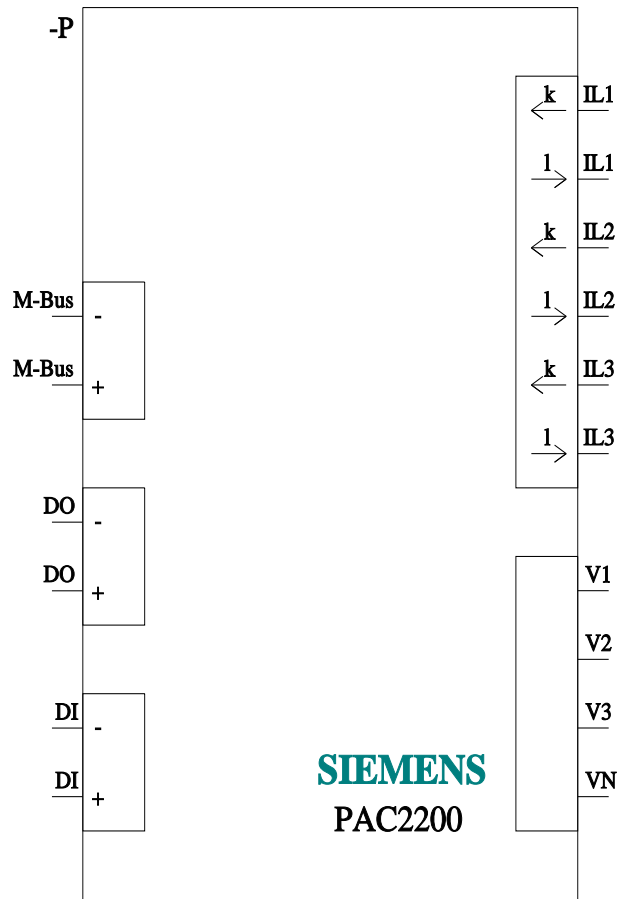 -P
k IL1
l IL1
k IL2
l IL2
k IL3
l IL3
M-Bus -
M-Bus +
DO -
DO +
DI -
DI +
V1
V2
V3
VN
SIEMENS
PAC2200